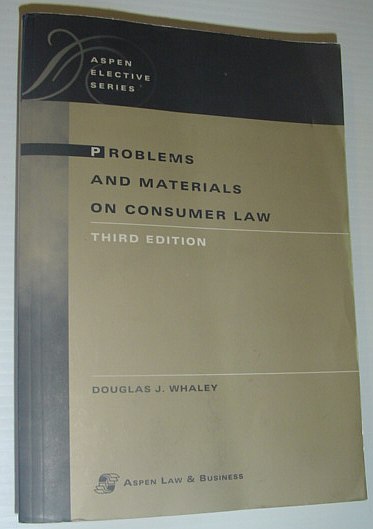 ASPEN
ELECTIVE
SERIES
PROBLEMS
AND MATERIALS
ON CONSUMER LAW
THIRD EDITION
DOUGLAS J. WHALEY
ASPEN LAW & BUSINESS